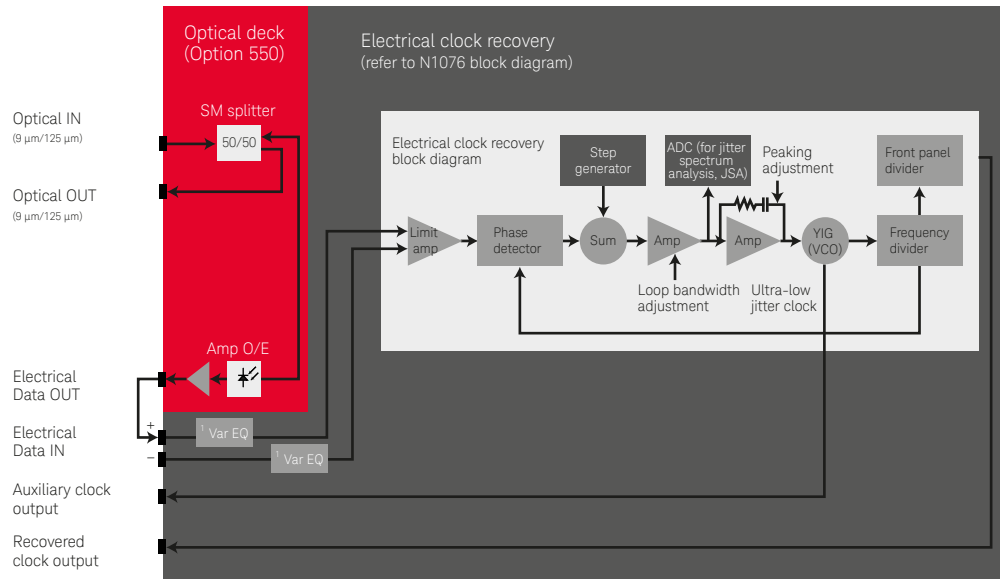 Optical deck
(Option 550)
Electrical clock recovery
(refer to N1076 block diagram)
SM splitter
50/50
Optical IN
(9 µm/125 µm)
Optical OUT
(9 µm/125 µm)
Electrical clock recovery
block diagram
Step
generator
ADC (for jitter
spectrum
analysis, JSA)
Peaking
adjustment
Front panel
divider
Limit
amp
Phase
detector
Sum
Amp
Amp
YIG
(VCO)
Frequency
divider
Loop bandwidth
adjustment
Ultra-low
jitter clock
Amp O/E
Electrical
Data OUT
+
Electrical
Data IN
–
1 Var EQ
1 Var EQ
Auxiliary clock
output
Recovered
clock output